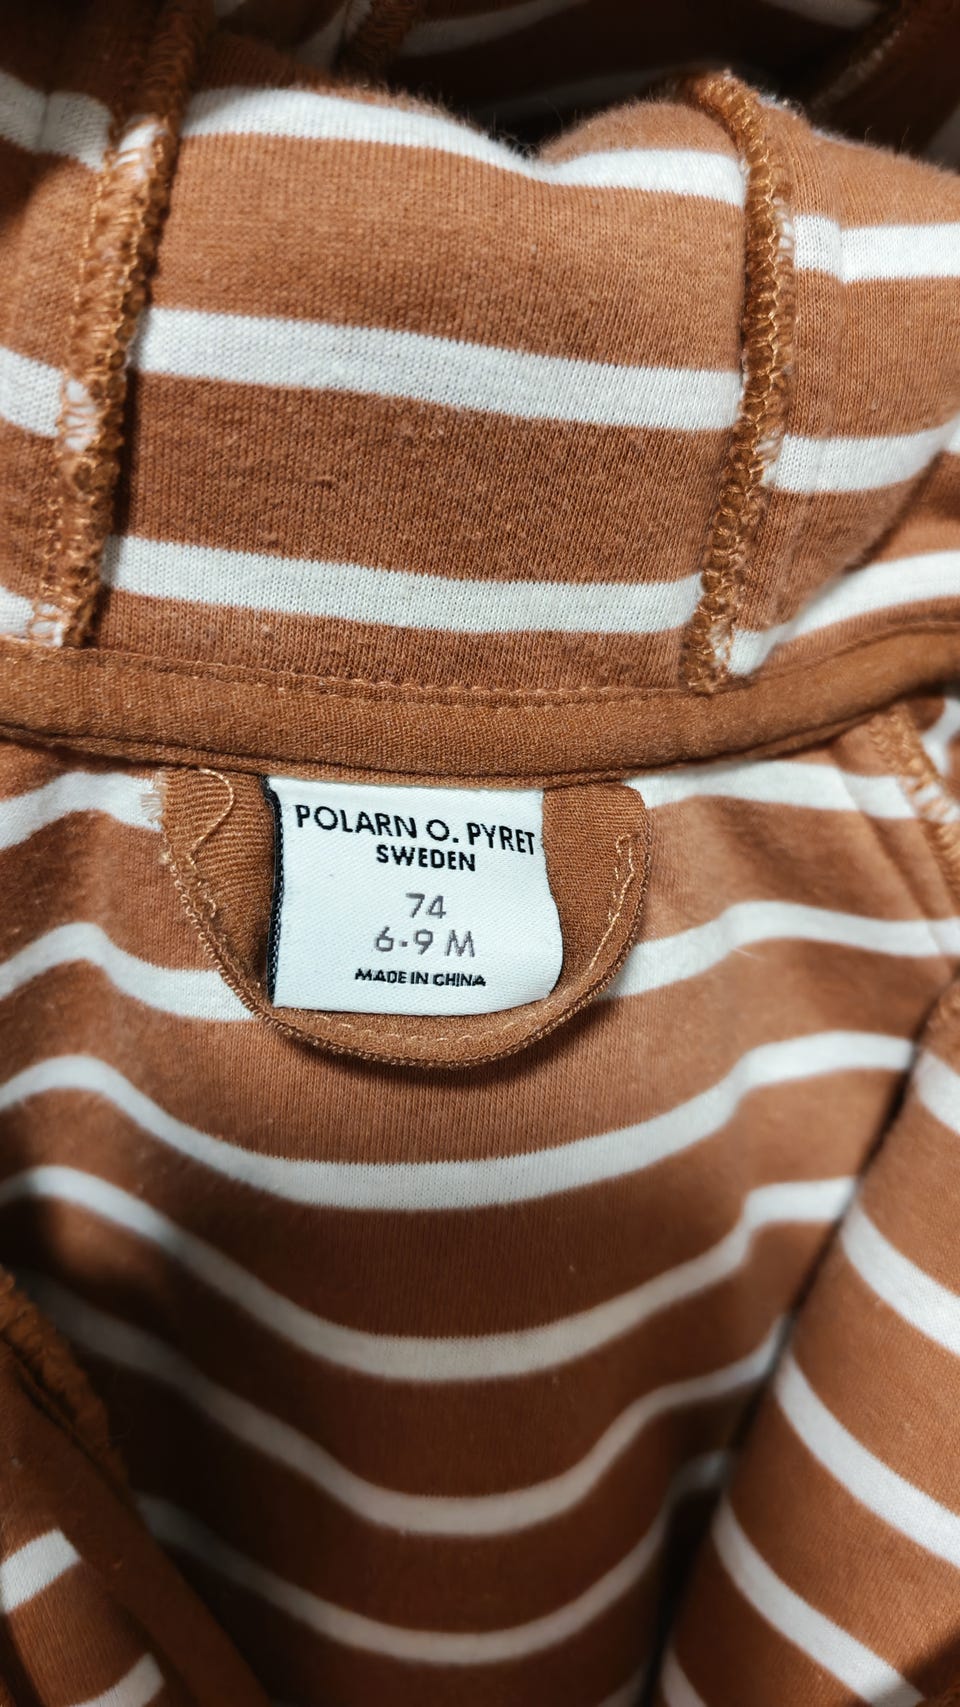 POLARN O. PYRET
SWEDEN
74
6-9 M
MADE IN CHINA